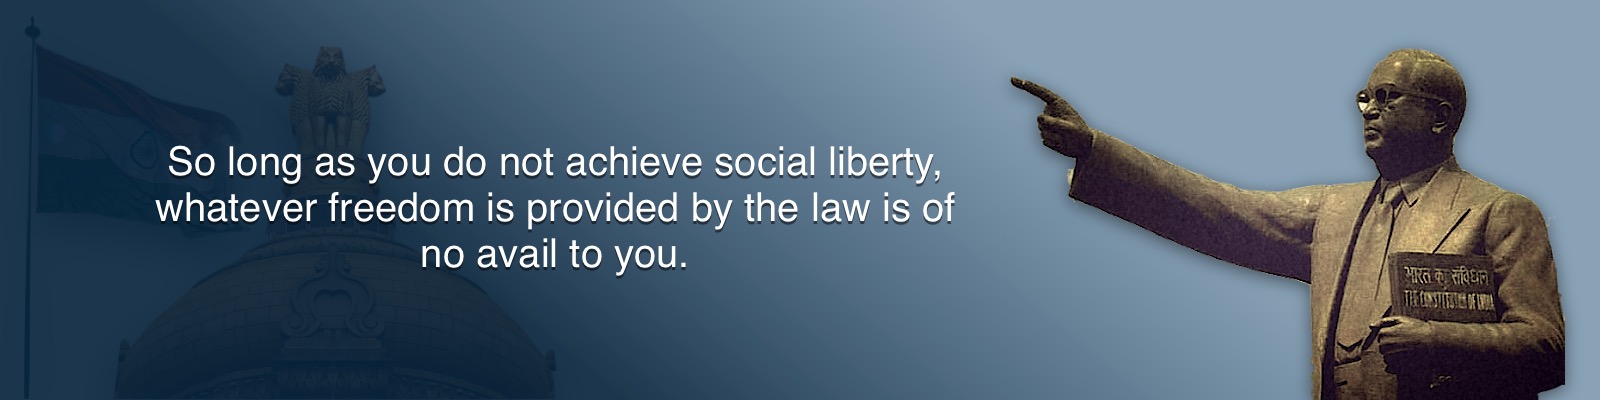 So long as you do not achieve social liberty,
whatever freedom is provided by the law is of
no avail to you.
भारत का संविधान
THE CONSTITUTION OF INDIA